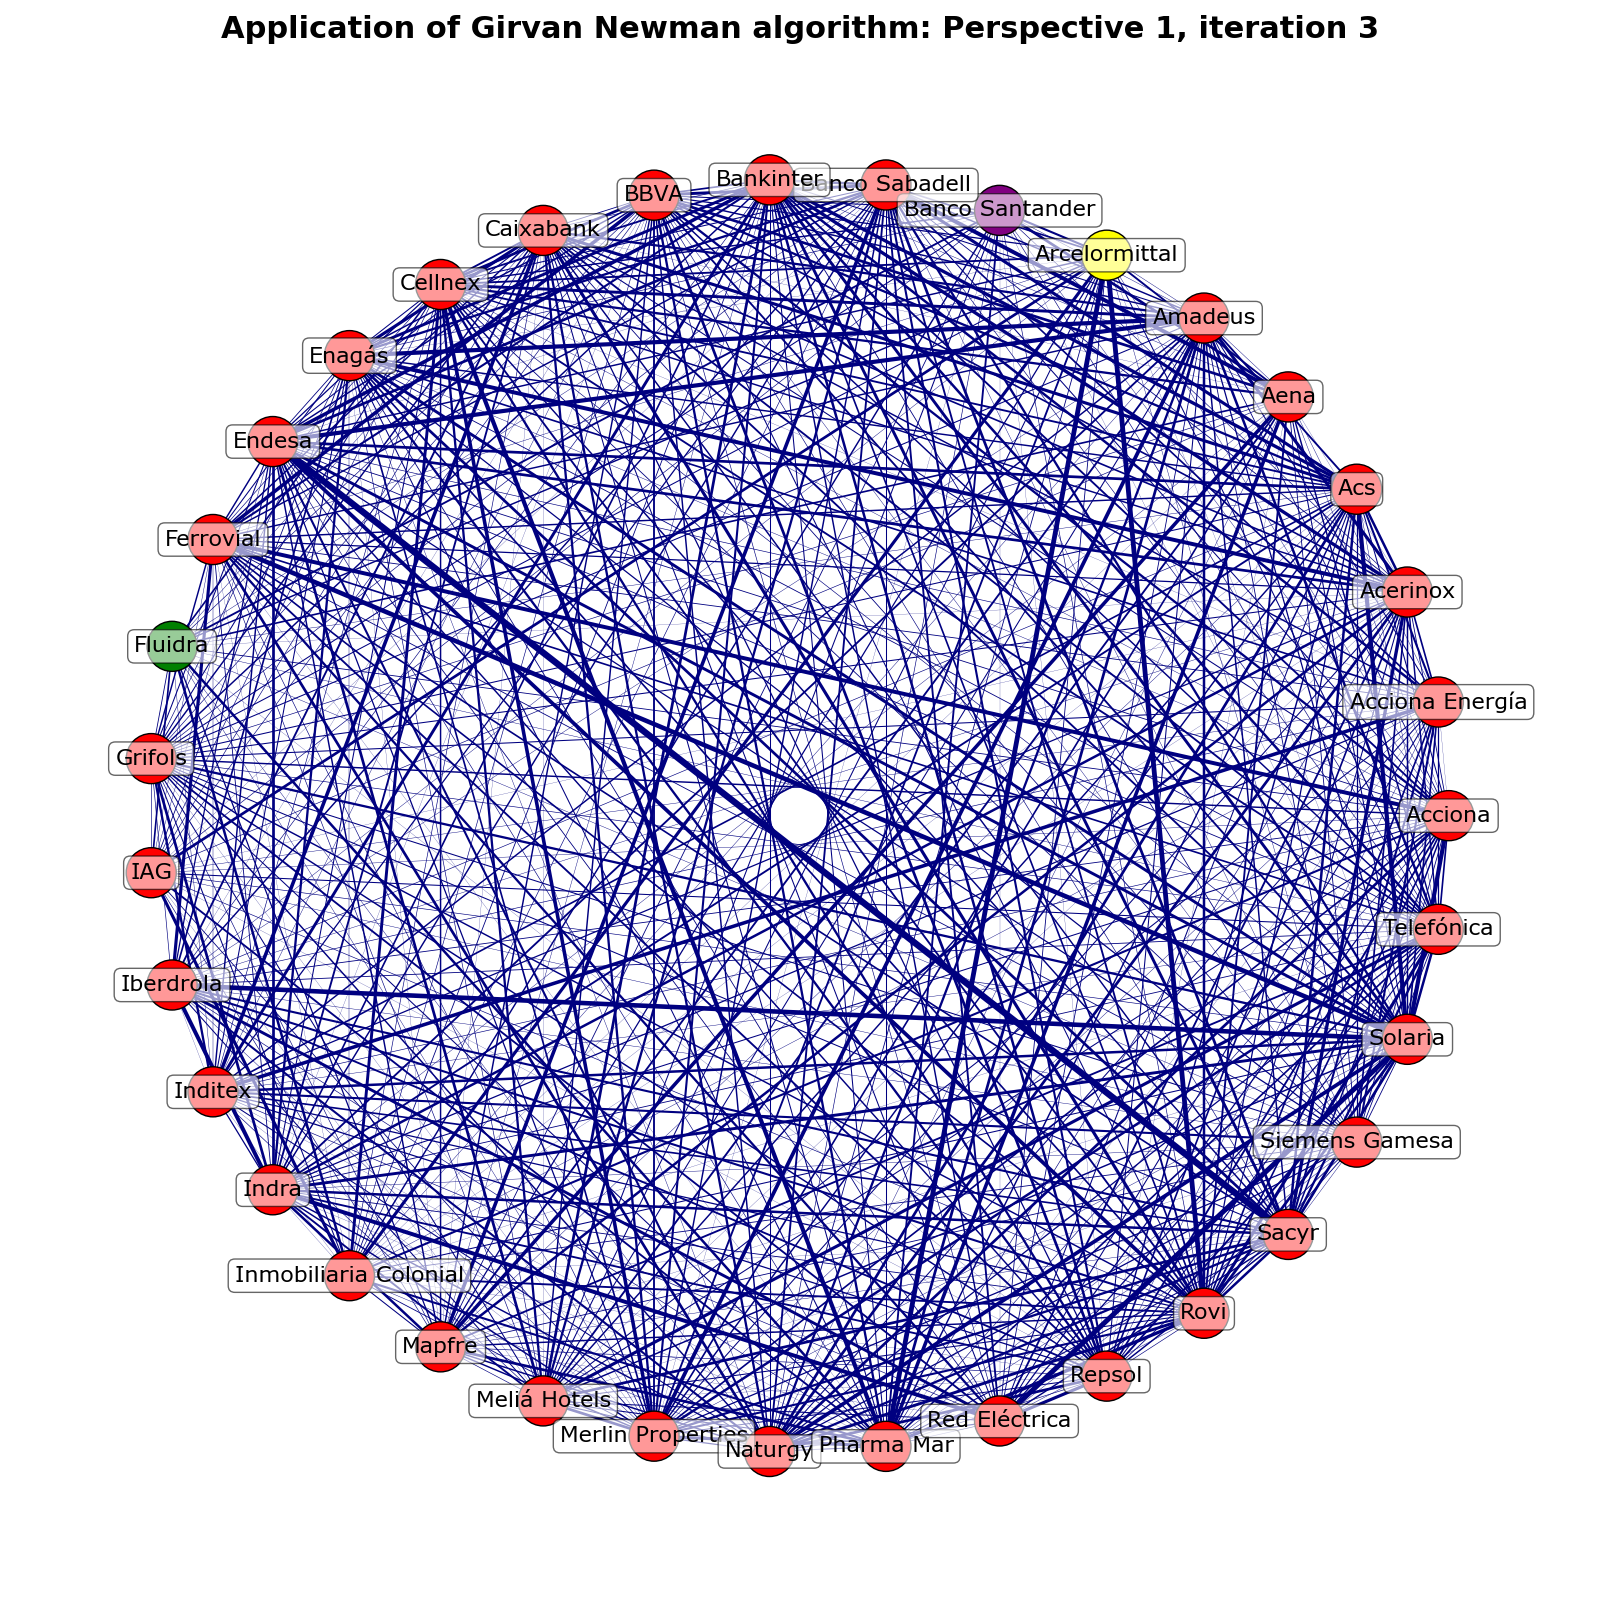 Application of Girvan Newman algorithm: Perspective 1, iteration 3
Bankinter
Banco Sabadell
BBVA
Banco Santander
Caixabank
Arcelormittal
Cellnex
Amadeus
Enagás
Aena
Endesa
Acs
Ferrovial
Acerinox
Fluidra
Acciona Energía
Grifols
Acciona
IAG
Telefónica
Iberdrola
Solaria
Inditex
Siemens Gamesa
Indra
Sacyr
Inmobiliaria Colonial
Rovi
Mapfre
Repsol
Meliá Hotels
Red Eléctrica
Merlin Properties
Naturgy
Pharma Mar